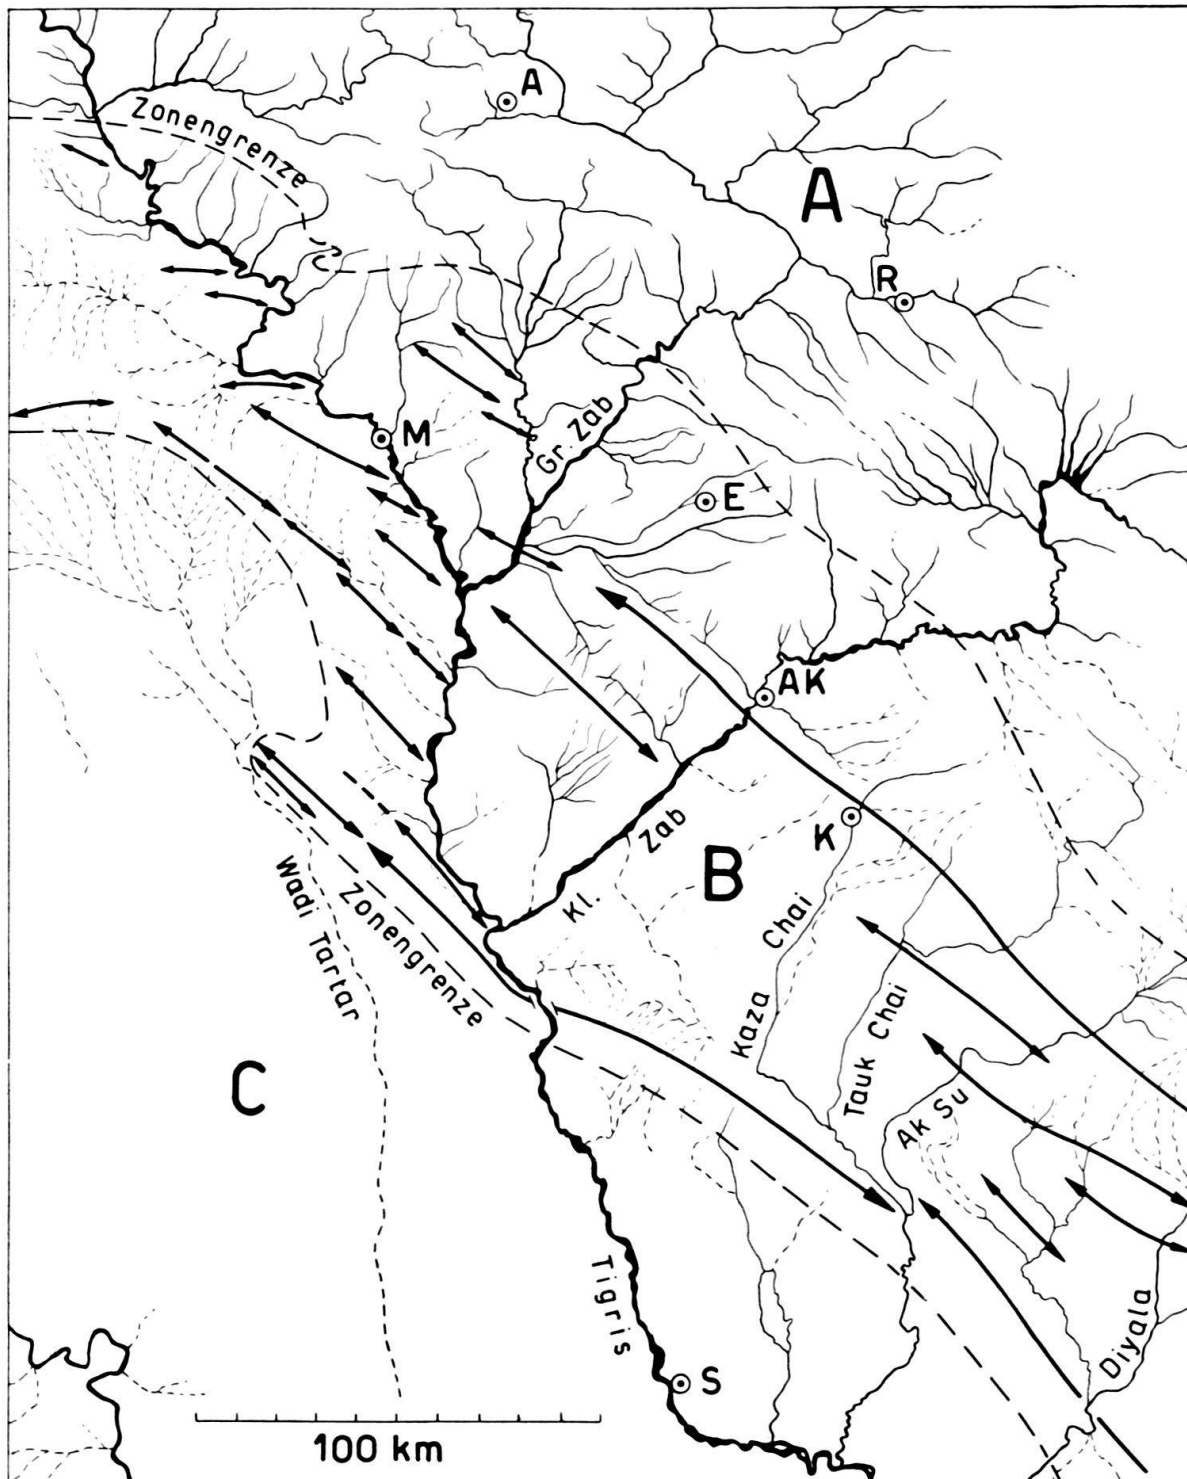 A
Zonengrenze
A
R
M
Gr. Zab
E
AK
K
Kl. Zab
B
Wadi Tartar
Zonengrenze
Kaza Chai
Tauk Chai
Ak Su
C
Tigris
Diyala
S
100 km